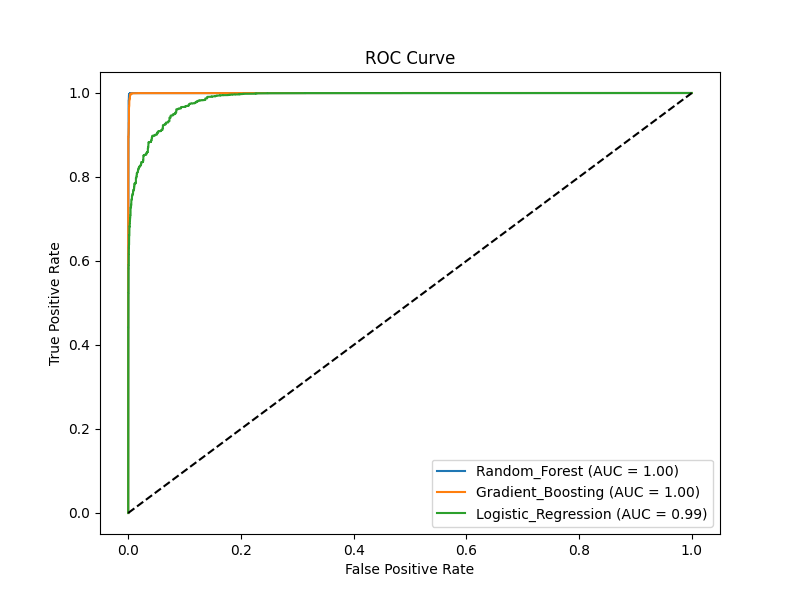 ROC Curve
True Positive Rate
1.0
0.8
0.6
0.4
0.2
0.0
Random_Forest (AUC = 1.00)
Gradient_Boosting (AUC = 1.00)
Logistic_Regression (AUC = 0.99)
0.0 0.2 0.4 0.6 0.8 1.0
False Positive Rate